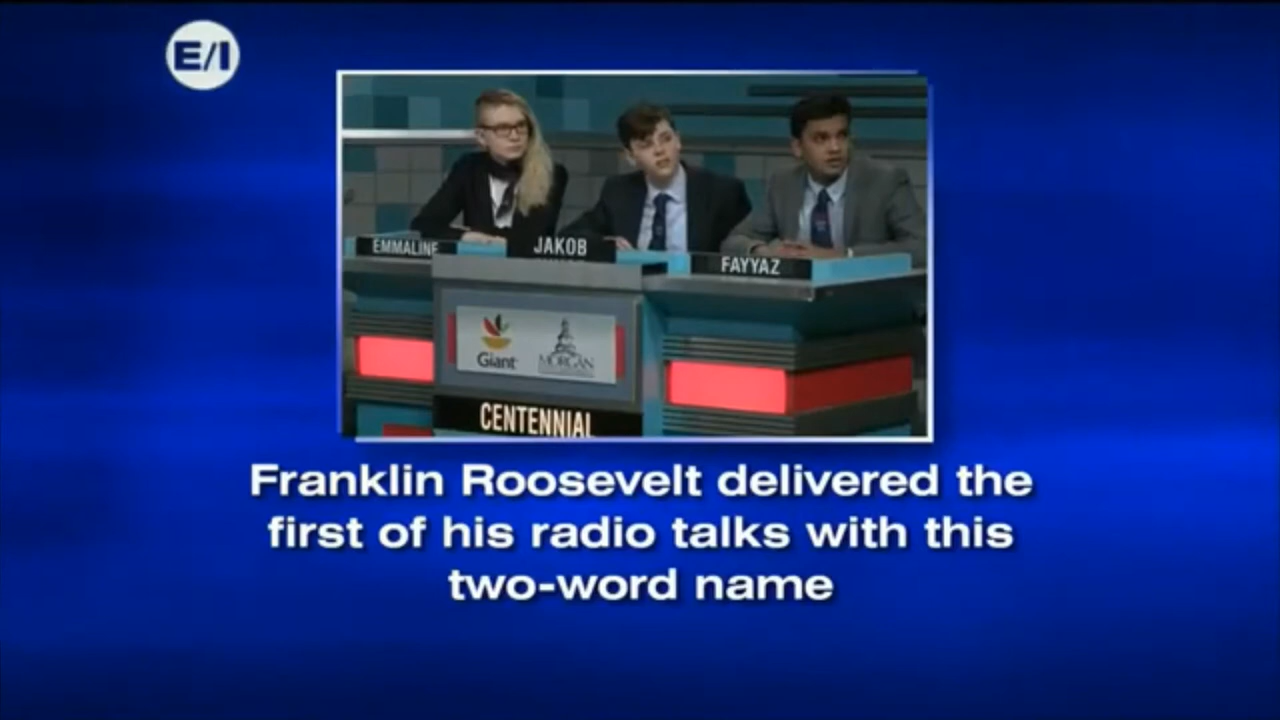 E/I
EMMALINE
JAKOB
FAYYAZ
Giant
MORGAN
CENTENNIAL
Franklin Roosevelt delivered the
first of his radio talks with this
two-word name